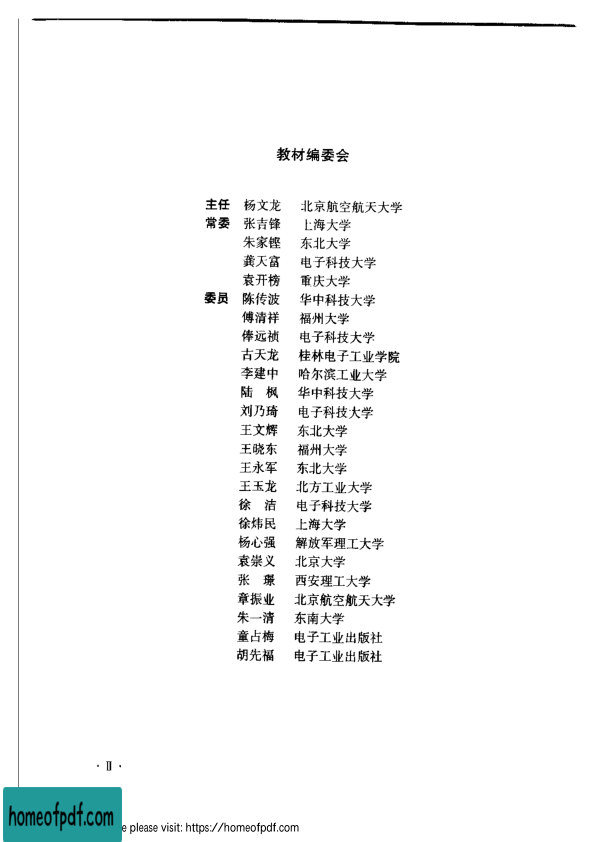 教材编委会
主任 杨文龙 北京航空航天大学
常委 张吉锋 上海大学
朱家铿 东北大学
龚天富 电子科技大学
袁开榜 重庆大学
委员 陈传波 华中科技大学
傅清祥 福州大学
俸远祯 电子科技大学
古天龙 桂林电子工业学院
李建中 哈尔滨工业大学
陆 枫 华中科技大学
刘乃琦 电子科技大学
王文辉 东北大学
王晓东 福州大学
王永军 东北大学
王玉龙 北方工业大学
徐 洁 电子科技大学
徐炜民 上海大学
杨心强 解放军理工大学
袁崇义 北京大学
张 璟 西安理工大学
章振业 北京航空航天大学
朱一清 东南大学
童占梅 电子工业出版社
胡先福 电子工业出版社
· Ⅱ ·
homeofpdf.com
e please visit: https://homeofpdf.com